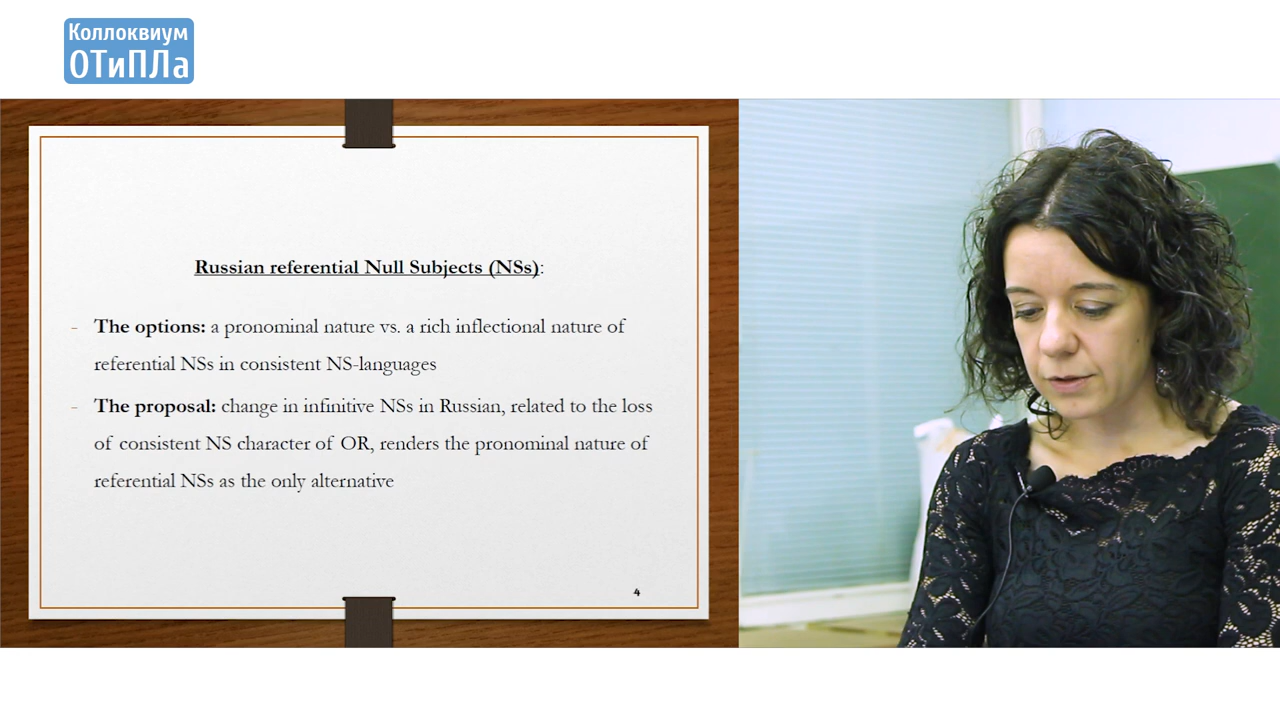 Коллоквиум
ОТиПЛа
Russian referential Null Subjects (NSs):
- The options: a pronominal nature vs. a rich inflectional nature of
referential NSs in consistent NS-languages
- The proposal: change in infinitive NSs in Russian, related to the loss
of consistent NS character of OR, renders the pronominal nature of
referential NSs as the only alternative
4